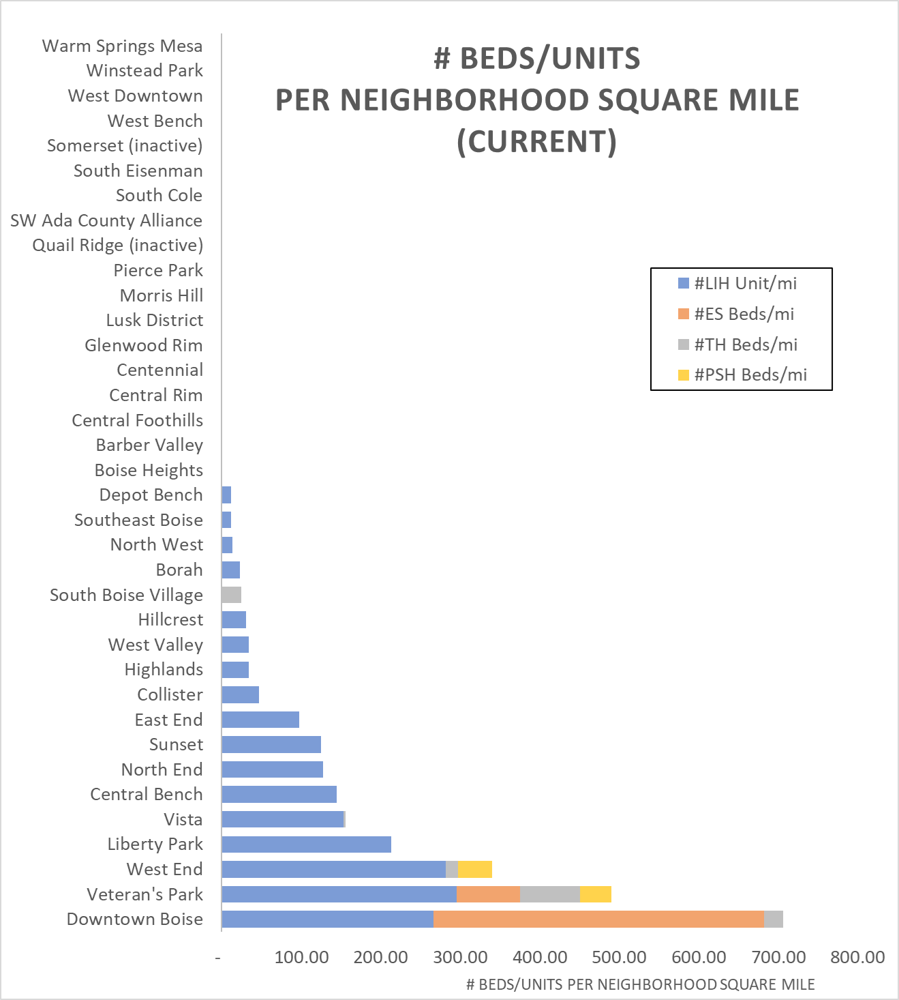 # BEDS/UNITS
PER NEIGHBORHOOD SQUARE MILE
(CURRENT)
Warm Springs Mesa
Winstead Park
West Downtown
West Bench
Somerset (inactive)
South Eisenman
South Cole
SW Ada County Alliance
Quail Ridge (inactive)
Pierce Park
Morris Hill
Lusk District
Glenwood Rim
Centennial
Central Rim
Central Foothills
Barber Valley
Boise Heights
Depot Bench
Southeast Boise
North West
Borah
South Boise Village
Hillcrest
West Valley
Highlands
Collister
East End
Sunset
North End
Central Bench
Vista
Liberty Park
West End
Veteran's Park
Downtown Boise
#LIH Unit/mi
#ES Beds/mi
#TH Beds/mi
#PSH Beds/mi
- 100.00 200.00 300.00 400.00 500.00 600.00 700.00 800.00
# BEDS/UNITS PER NEIGHBORHOOD SQUARE MILE